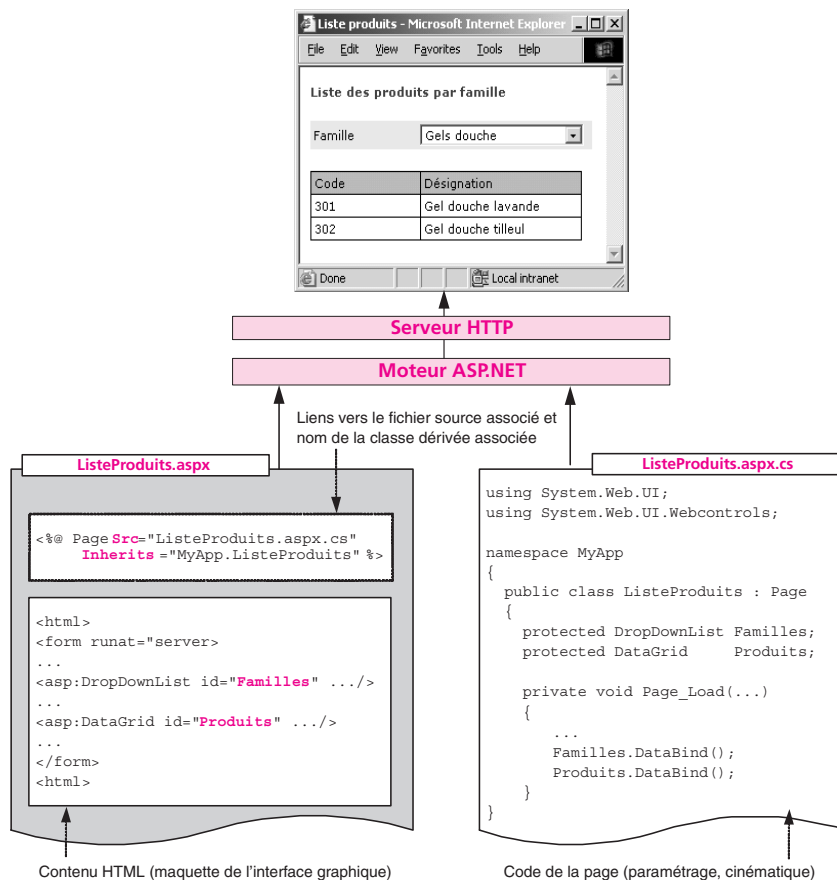 Liste produits - Microsoft Internet Explorer
File Edit View Favorites Tools Help
Liste des produits par famille
Famille Gels douche
Code Désignation
301 Gel douche lavande
302 Gel douche tilleul
Done Local intranet
Serveur HTTP
Moteur ASP.NET
Liens vers le fichier source associé et
nom de la classe dérivée associée
ListeProduits.aspx
<%@ Page Src="ListeProduits.aspx.cs"
Inherits ="MyApp.ListeProduits" %>
<html>
<form runat="server>
...
<asp:DropDownList id="Familles" .../>
...
<asp:DataGrid id="Produits" .../>
...
</form>
<html>
Contenu HTML (maquette de l'interface graphique)
ListeProduits.aspx.cs
using System.Web.UI;
using System.Web.UI.Webcontrols;
namespace MyApp
{
public class ListeProduits : Page
{
protected DropDownList Familles;
protected DataGrid Produits;
private void Page_Load(...)
{
...
Familles.DataBind();
Produits.DataBind();
}
}
Code de la page (paramétrage, cinématique)